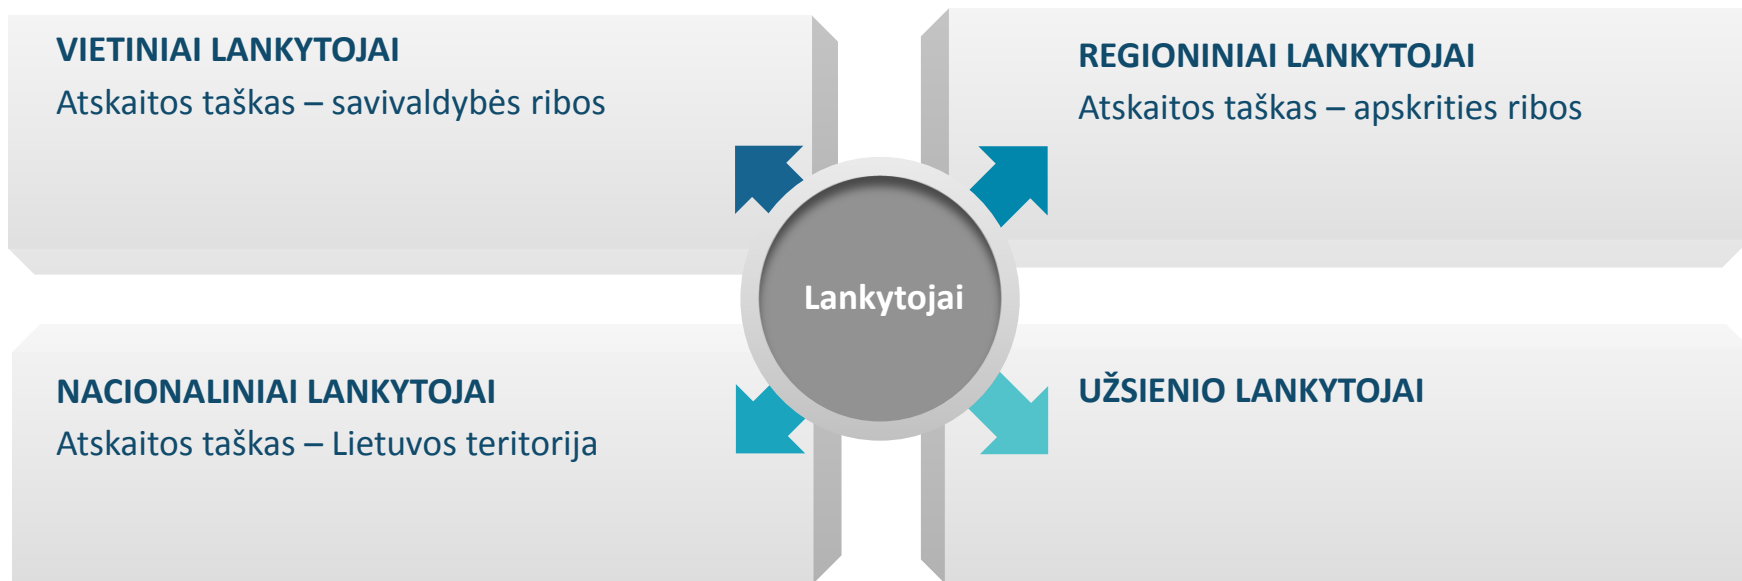 VIETINIAI LANKYTOJAI
Atskaitos taškas – savivaldybės ribos
REGIONINIAI LANKYTOJAI
Atskaitos taškas – apskrities ribos
Lankytojai
NACIONALINIAI LANKYTOJAI
Atskaitos taškas – Lietuvos teritorija
UŽSIENIO LANKYTOJAI